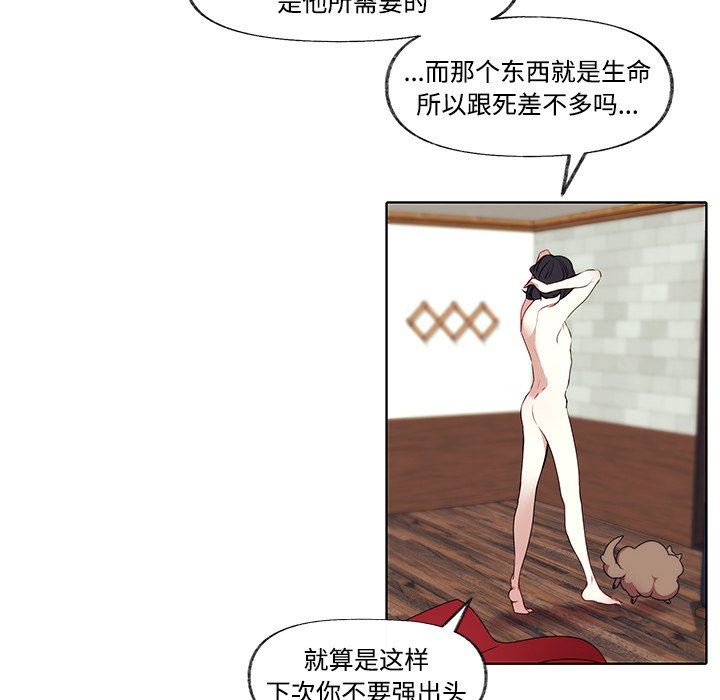 是他所需要的
...而那个东西就是生命
所以跟死差不多吗...
就算是这样
下次你不要强出头